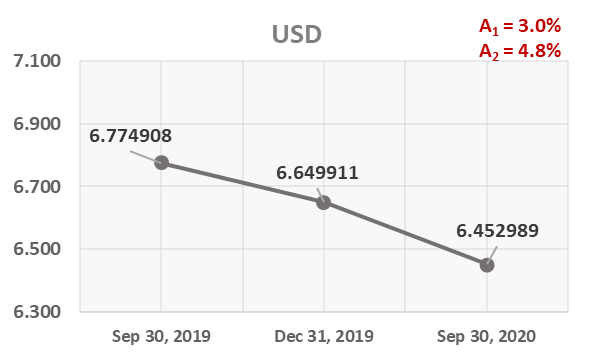 USD
A₁ = 3.0%
A₂ = 4.8%
7.100
6.900
6.700
6.500
6.300
6.774908
6.649911
6.452989
Sep 30, 2019
Dec 31, 2019
Sep 30, 2020